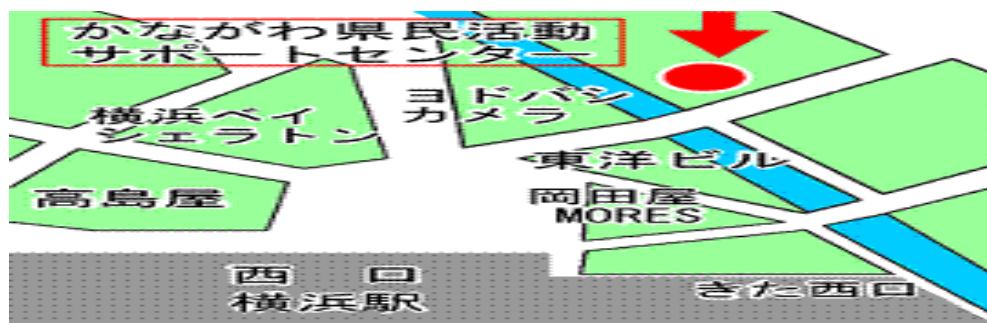 かながわ県民活動
サポートセンター
ヨドバシ
カメラ
横浜ベイ
シェラトン
東洋ビル
高島屋
岡田屋
MORES
西 口
横浜駅
きた西口